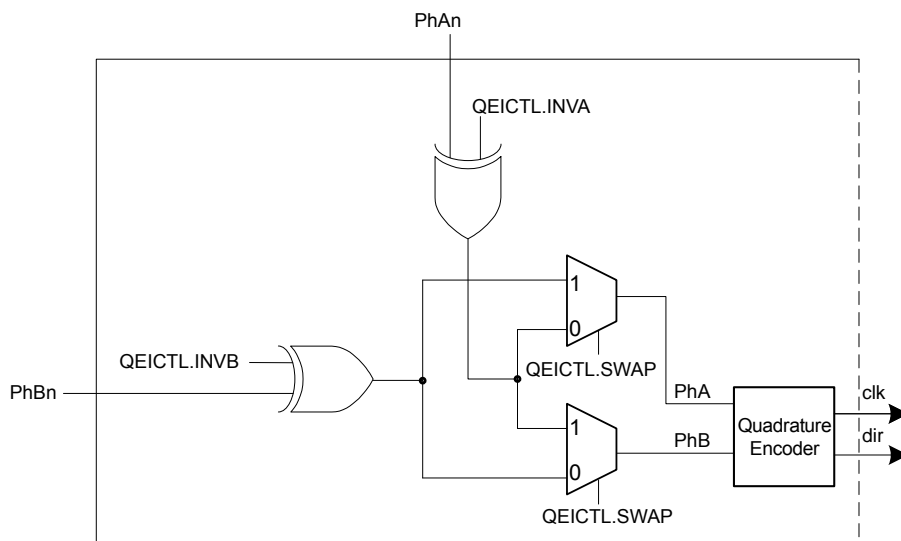 PhAn
QEICTL.INVA
1
0
QEICTL.SWAP
QEICTL.INVB
PhBn
PhA
clk
Quadrature
Encoder
dir
1
PhB
0
QEICTL.SWAP